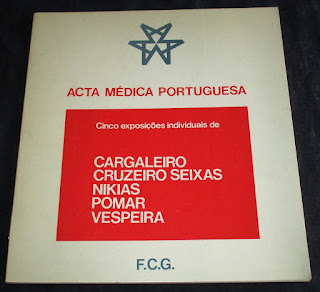 ACTA MÉDICA PORTUGUESA
Cinco exposições individuais de
CARGALEIRO
CRUZEIRO SEIXAS
NIKIAS
POMAR
VESPEIRA
F.C.G.